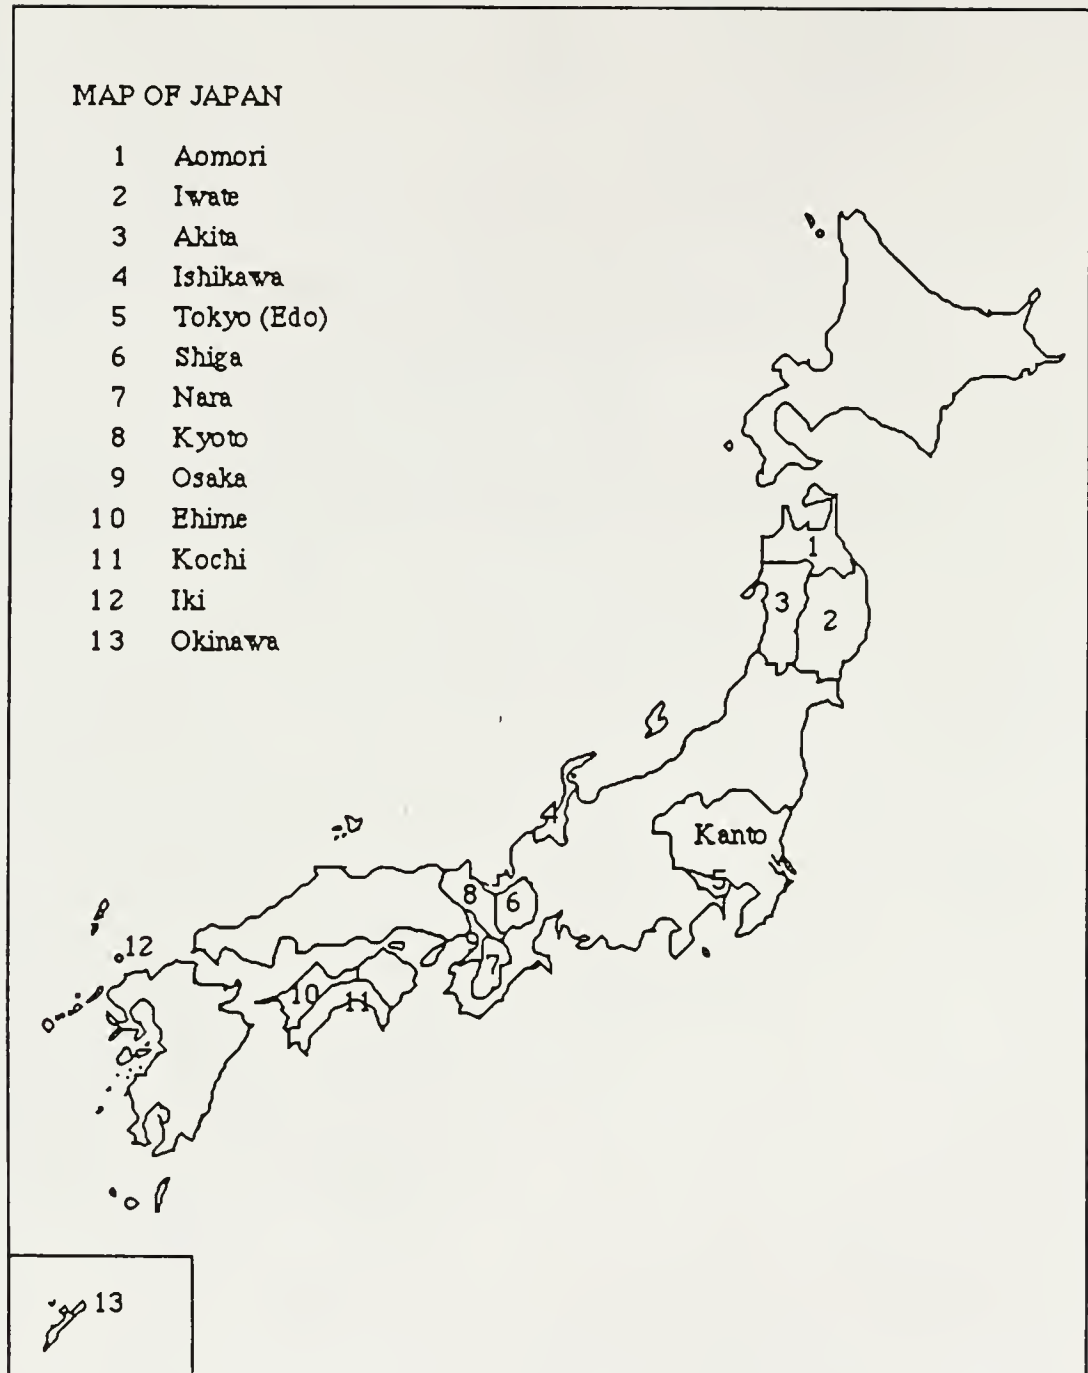 MAP OF JAPAN
1 Aomori
2 Iwate
3 Akita
4 Ishikawa
5 Tokyo (Edo)
6 Shiga
7 Nara
8 Kyoto
9 Osaka
10 Ehime
11 Kochi
12 Iki
13 Okinawa
1
3
2
4
Kanto
5
8
6
12
7
10
11
13